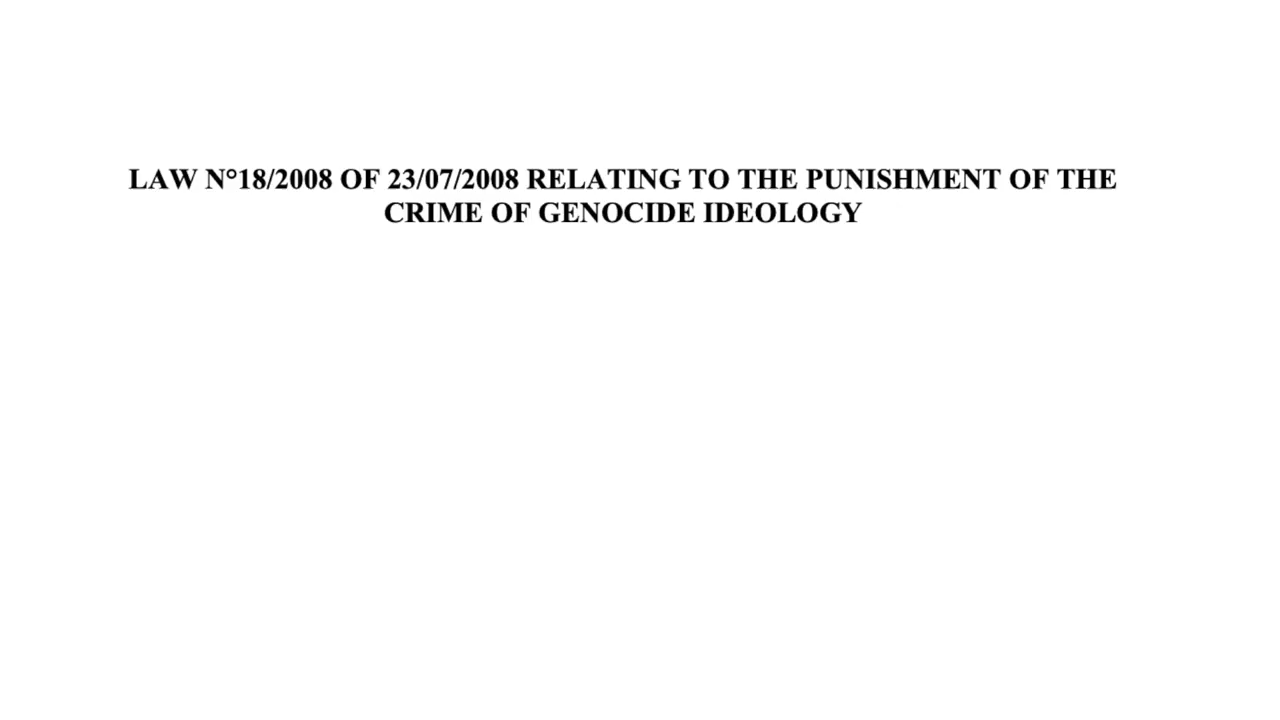 LAW N°18/2008 OF 23/07/2008 RELATING TO THE PUNISHMENT OF THE
CRIME OF GENOCIDE IDEOLOGY